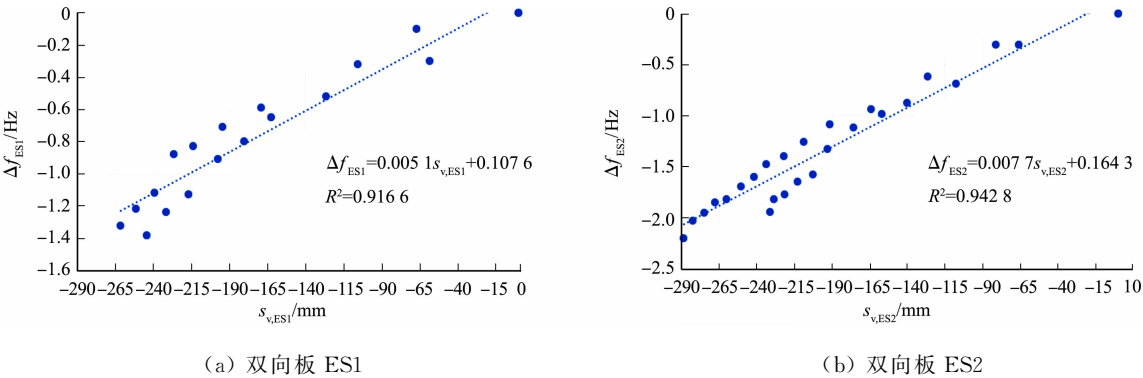 0
−0.2
−0.4
−0.6
−0.8
−1.0
−1.2
−1.4
−1.6
Δf_ES1/Hz
Δf_ES1=0.005 1s_v,ES1+0.107 6
R²=0.916 6
−290 −265 −240 −215 −190 −165 −140 −115 −90 −65 −40 −15 0
s_v,ES1/mm
(a) 双向板 ES1
0
−0.5
−1.0
−1.5
−2.0
−2.5
Δf_ES2/Hz
Δf_ES2=0.007 7s_v,ES2+0.164 3
R²=0.942 8
−290 −265 −240 −215 −190 −165 −140 −115 −90 −65 −40 −15 10
s_v,ES2/mm
(b) 双向板 ES2